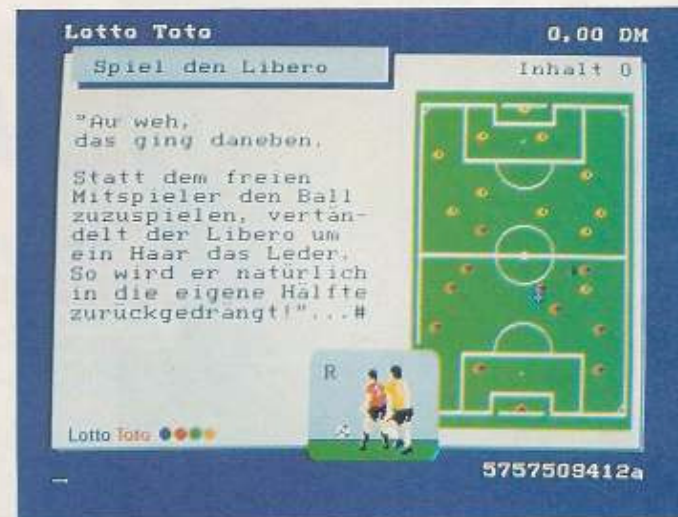 Lotto Toto
0,00 DM
Spiel den Libero
Inhalt 0
"Au weh,
das ging daneben.
Statt dem freien
Mitspieler den Ball
zuzuspielen, vertän-
delt der Libero um
ein Haar das Leder.
So wird er natürlich
in die eigene Hälfte
zurückgedrängt!"...#
R
Lotto Toto
5757509412a